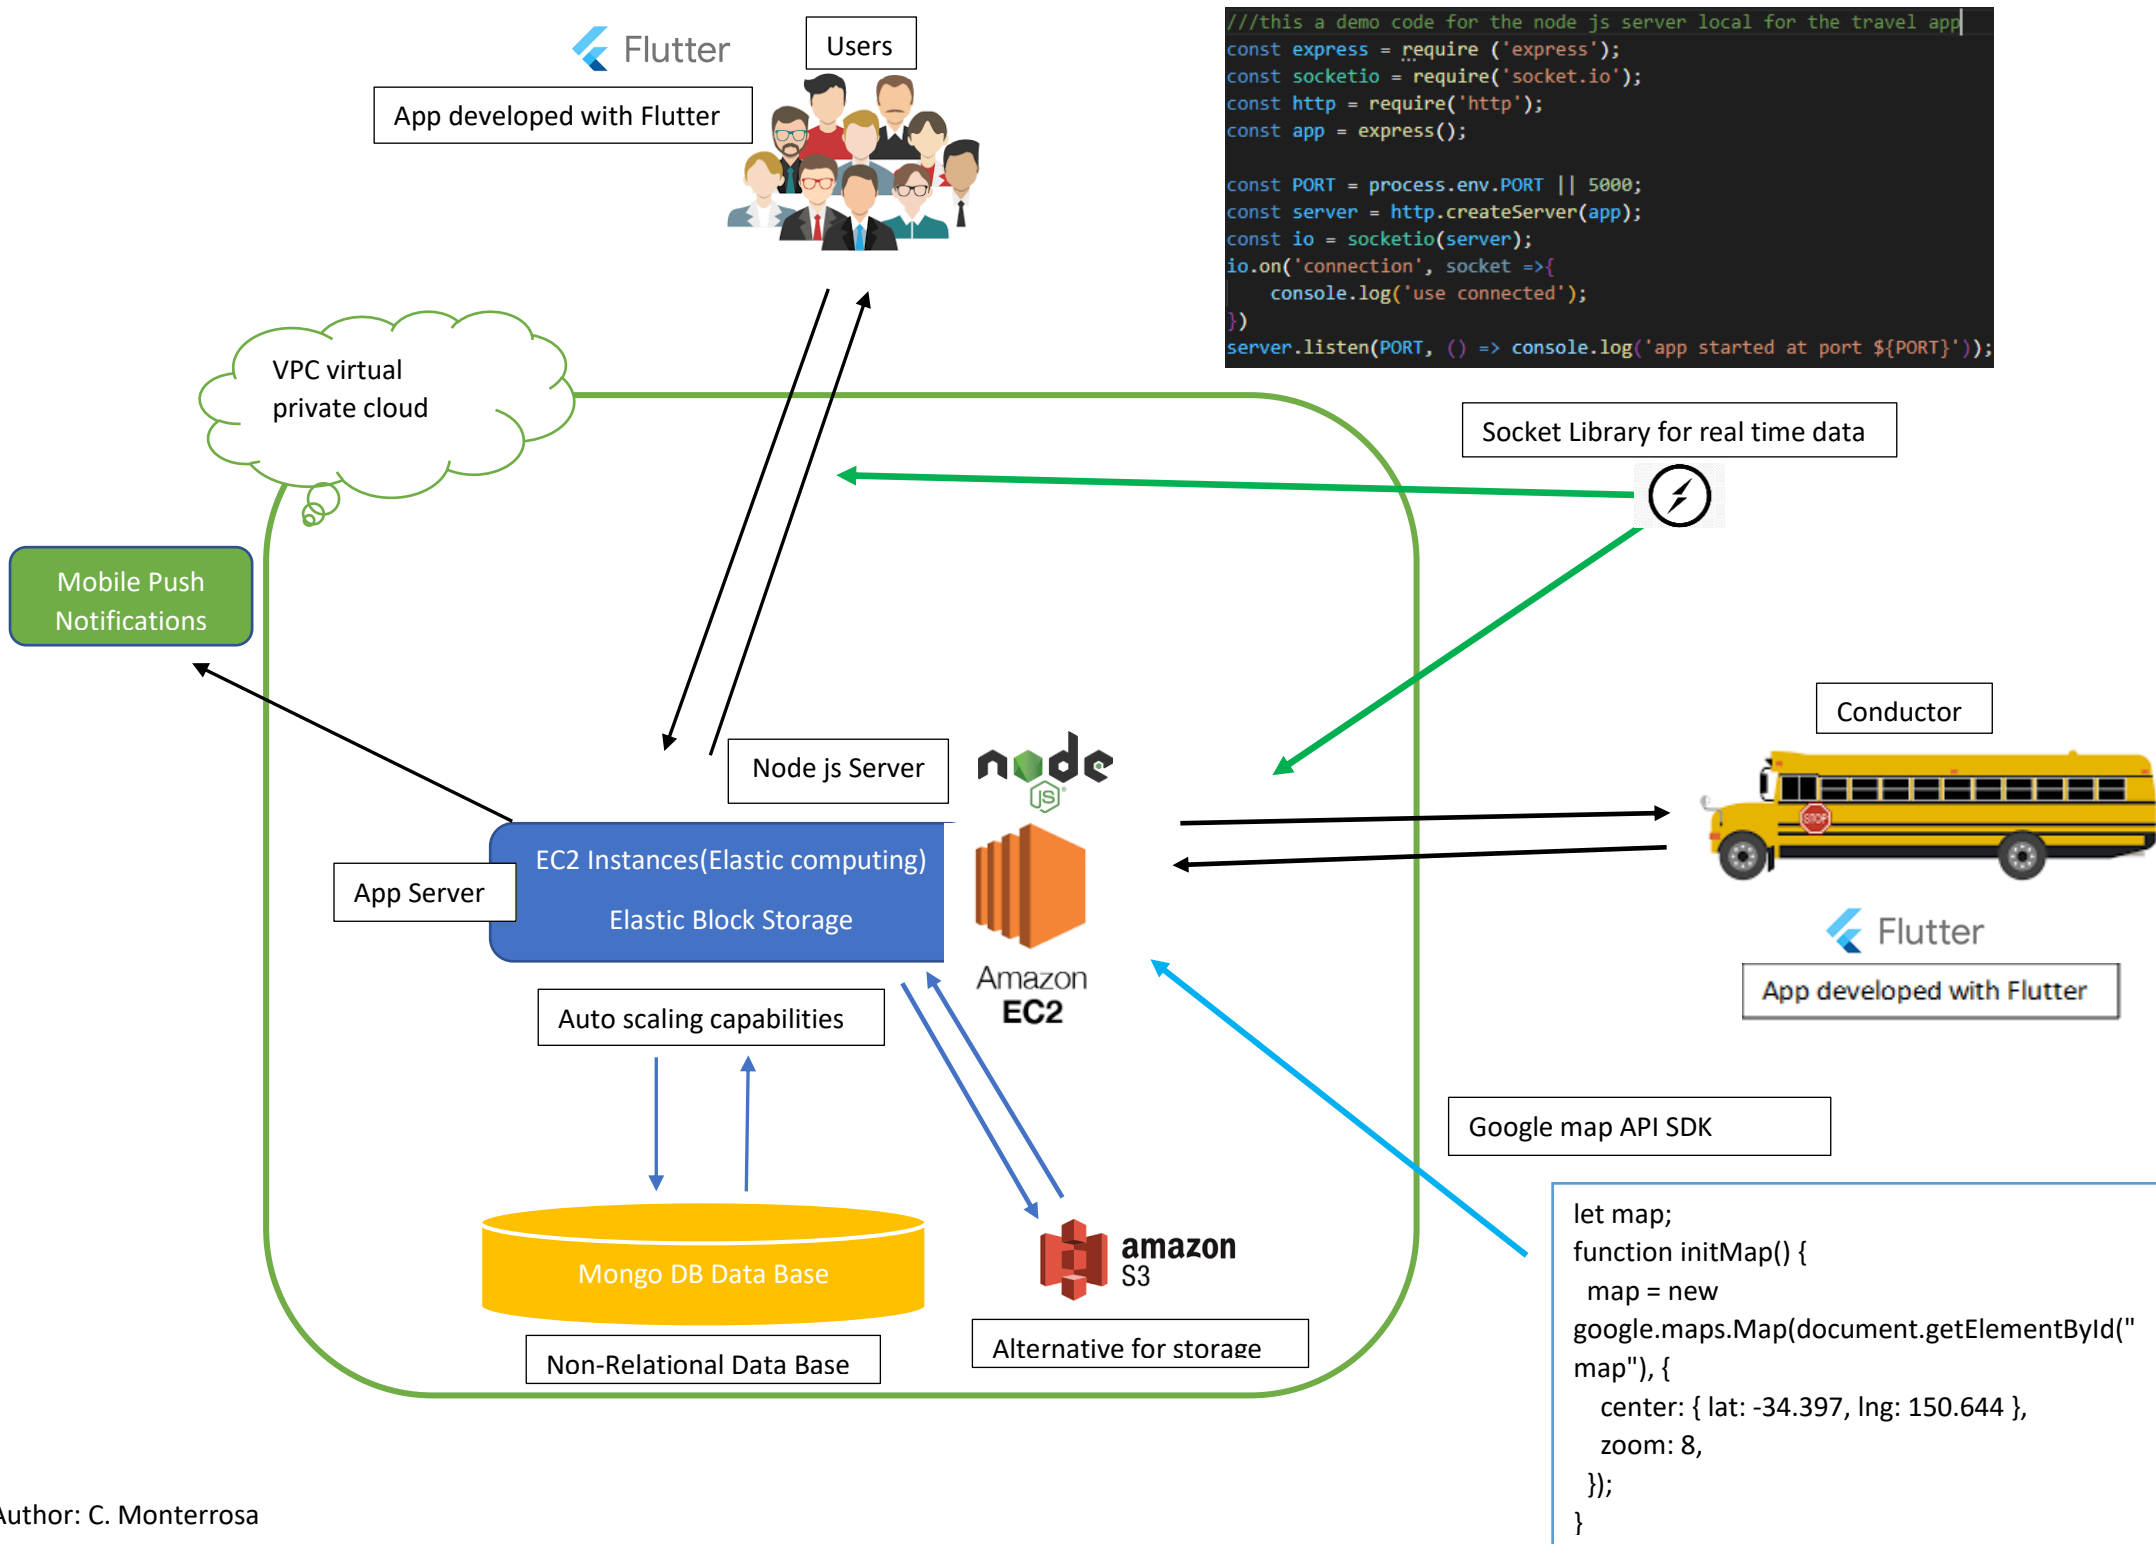 Flutter
Users
App developed with Flutter
///this a demo code for the node js server local for the travel app
const express = require ('express');
const socketio = require('socket.io');
const http = require('http');
const app = express();
const PORT = process.env.PORT || 5000;
const server = http.createServer(app);
const io = socketio(server);
io.on('connection', socket =>{
console.log('use connected');
})
server.listen(PORT, () => console.log('app started at port ${PORT}'));
VPC virtual
private cloud
Socket Library for real time data
Mobile Push
Notifications
Conductor
Node js Server
node
JS
STOP
EC2 Instances(Elastic computing)
App Server
Elastic Block Storage
Amazon
EC2
Flutter
App developed with Flutter
Auto scaling capabilities
Google map API SDK
let map;
function initMap() {
map = new
google.maps.Map(document.getElementById("
map"), {
center: { lat: -34.397, lng: 150.644 },
zoom: 8,
});
}
Mongo DB Data Base
amazon
S3
Non-Relational Data Base
Alternative for storage
Author: C. Monterrosa